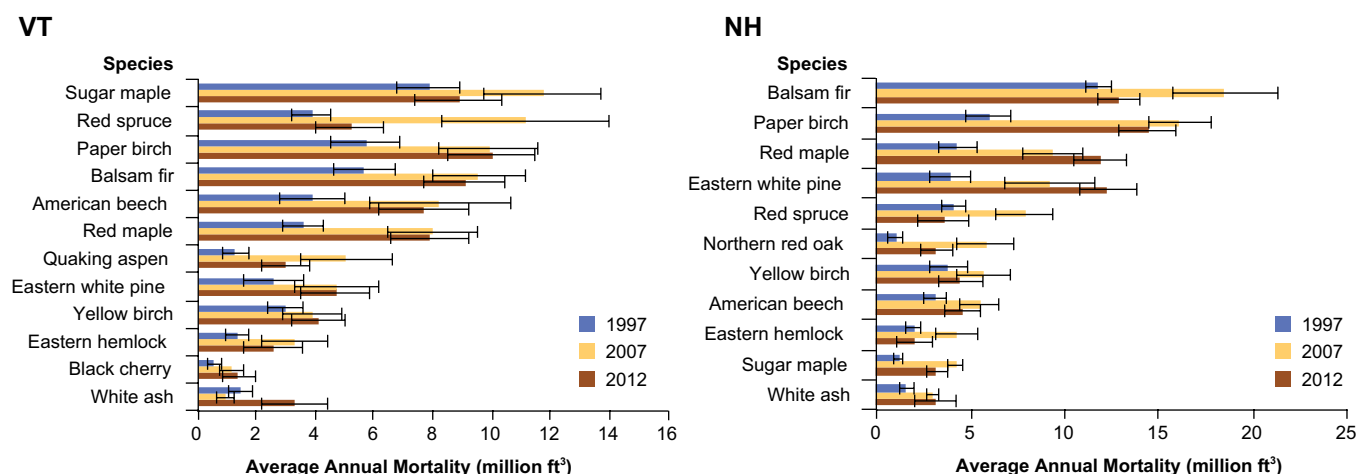 VT
Species
Sugar maple
Red spruce
Paper birch
Balsam fir
American beech
Red maple
Quaking aspen
Eastern white pine
Yellow birch
Eastern hemlock
Black cherry
White ash
1997
2007
2012
0 2 4 6 8 10 12 14 16
Average Annual Mortality (million ft³)
NH
Species
Balsam fir
Paper birch
Red maple
Eastern white pine
Red spruce
Northern red oak
Yellow birch
American beech
Eastern hemlock
Sugar maple
White ash
1997
2007
2012
0 5 10 15 20 25
Average Annual Mortality (million ft³)